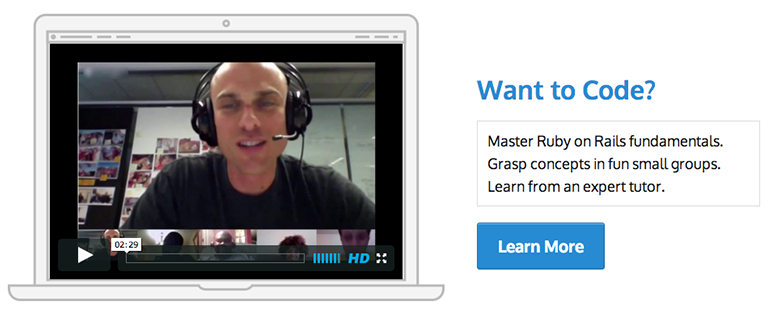 02:29
HD
Want to Code?
Master Ruby on Rails fundamentals.
Grasp concepts in fun small groups.
Learn from an expert tutor.
Learn More